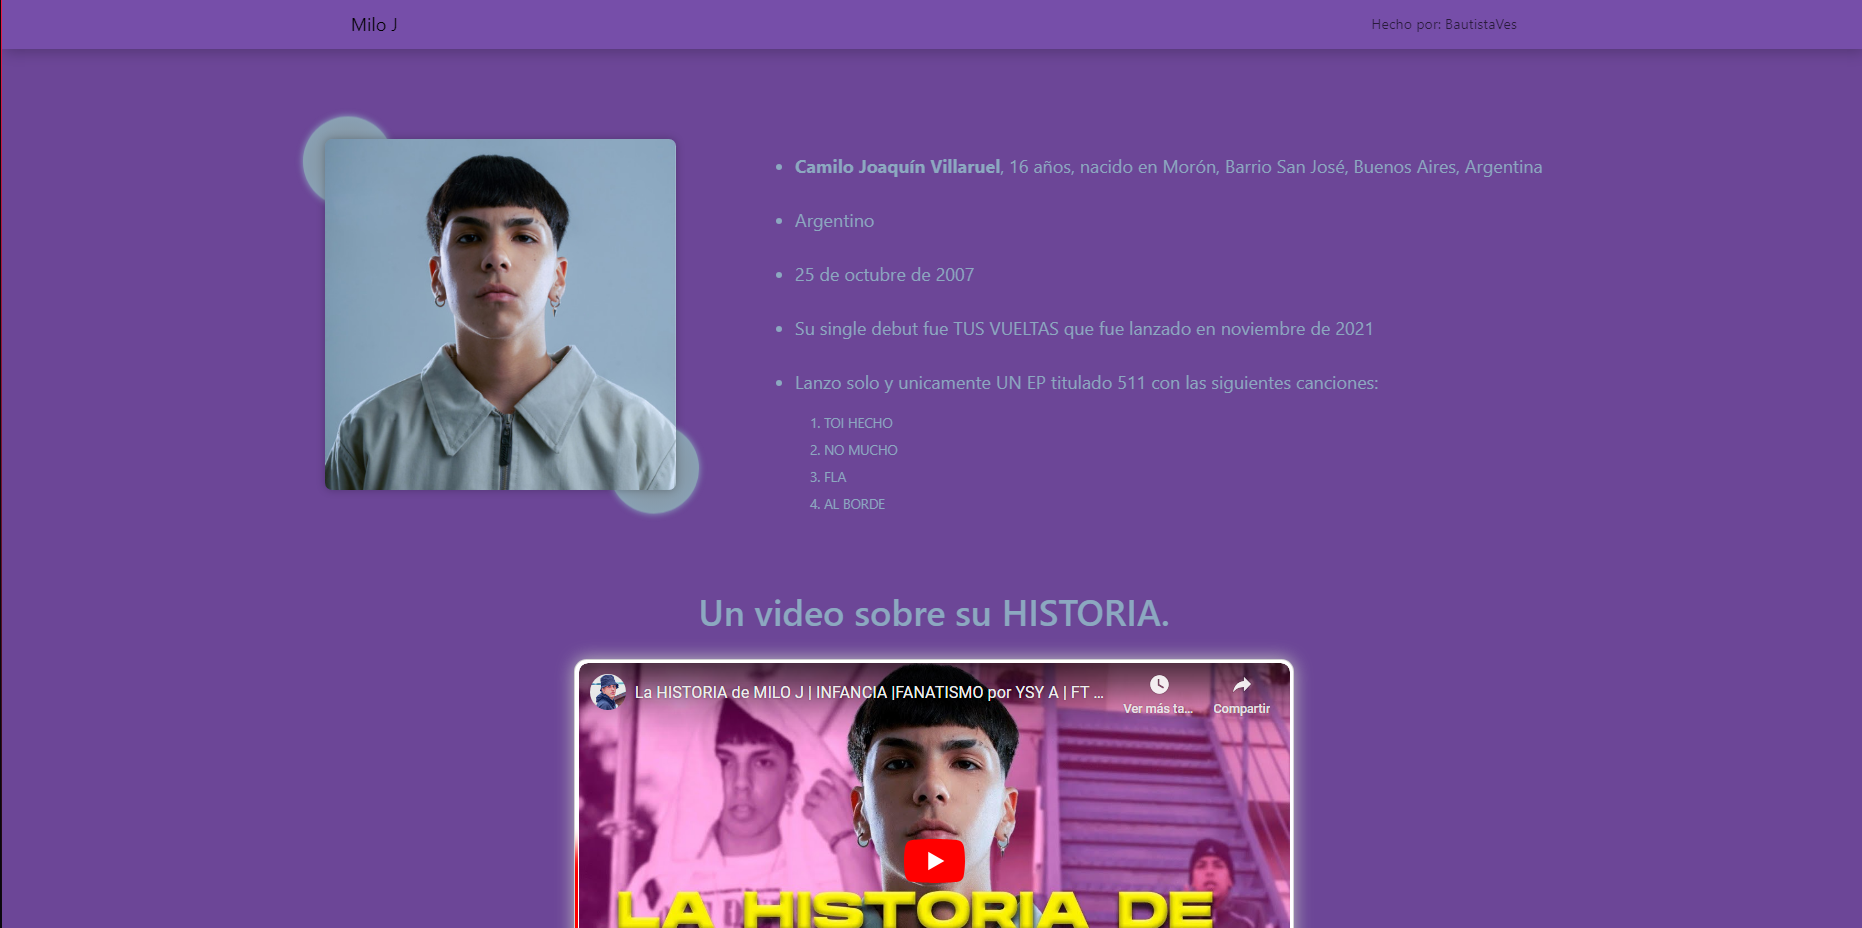 Milo J
Hecho por: BautistaVes
Camilo Joaquín Villaruel, 16 años, nacido en Morón, Barrio San José, Buenos Aires, Argentina
Argentino
25 de octubre de 2007
Su single debut fue TUS VUELTAS que fue lanzado en noviembre de 2021
Lanzo solo y unicamente UN EP titulado 511 con las siguientes canciones:
1. TOI HECHO
2. NO MUCHO
3. FLA
4. AL BORDE
Un video sobre su HISTORIA.
La HISTORIA de MILO J | INFANCIA |FANATISMO por YSY A | FT ...
Ver más ta...
Compartir
LA HISTORIA DE